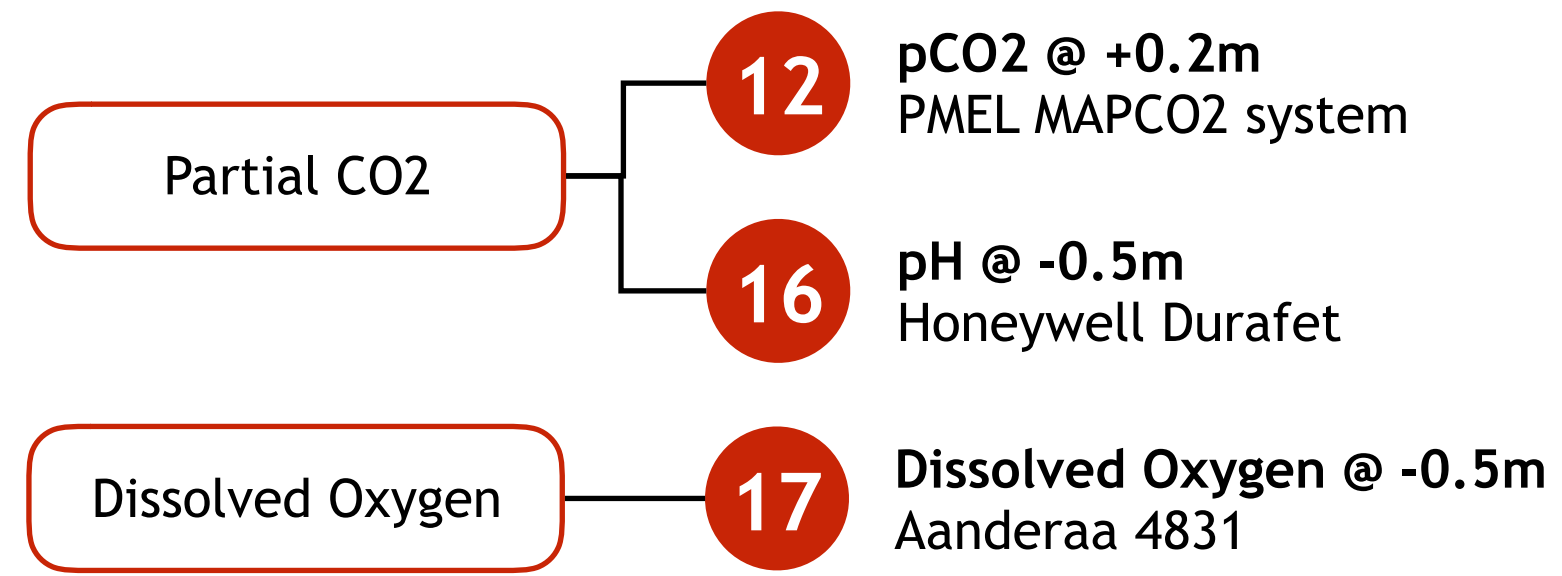 Partial CO2
12
pCO2 @ +0.2m
PMEL MAPCO2 system
16
pH @ -0.5m
Honeywell Durafet
Dissolved Oxygen
17
Dissolved Oxygen @ -0.5m
Aanderaa 4831